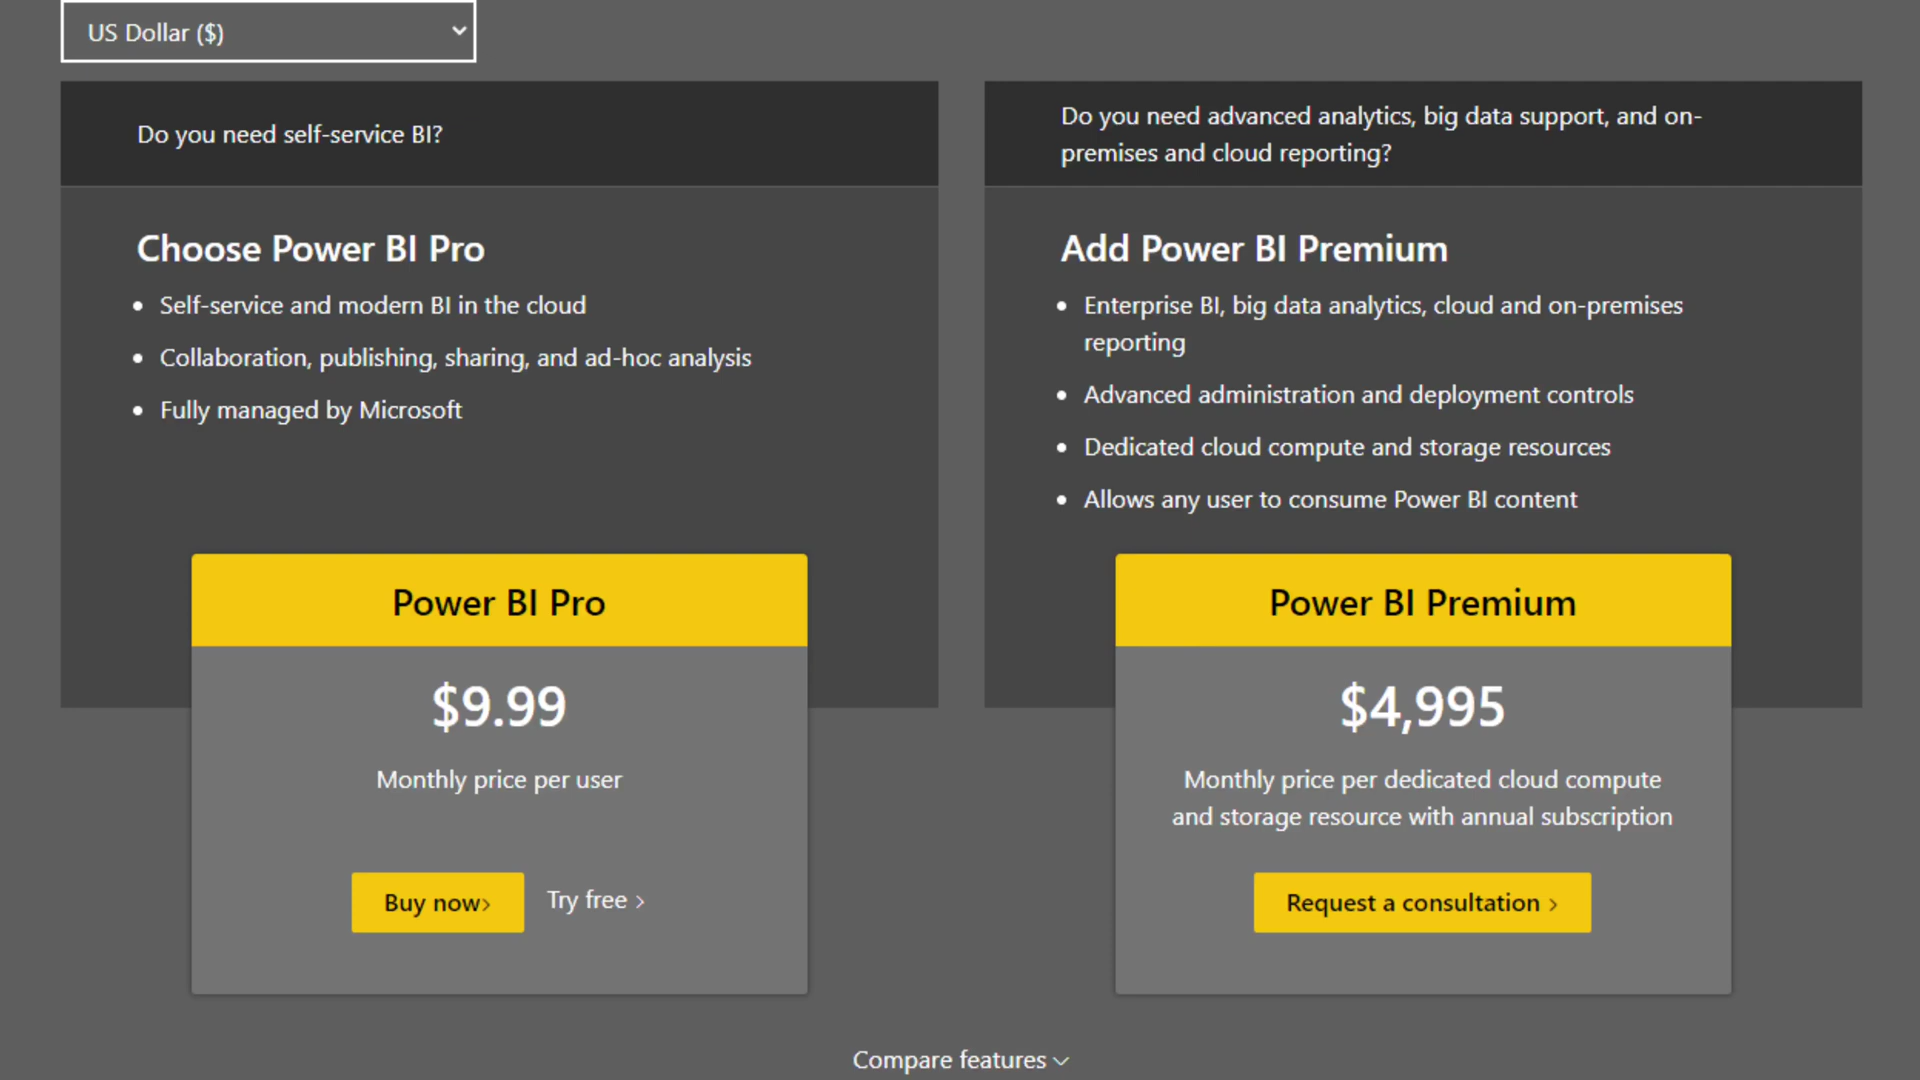 US Dollar ($)
Do you need self-service BI?
Choose Power BI Pro
• Self-service and modern BI in the cloud
• Collaboration, publishing, sharing, and ad-hoc analysis
• Fully managed by Microsoft
Power BI Pro
$9.99
Monthly price per user
Buy now›
Try free ›
Do you need advanced analytics, big data support, and on-
premises and cloud reporting?
Add Power BI Premium
• Enterprise BI, big data analytics, cloud and on-premises
reporting
• Advanced administration and deployment controls
• Dedicated cloud compute and storage resources
• Allows any user to consume Power BI content
Power BI Premium
$4,995
Monthly price per dedicated cloud compute
and storage resource with annual subscription
Request a consultation ›
Compare features